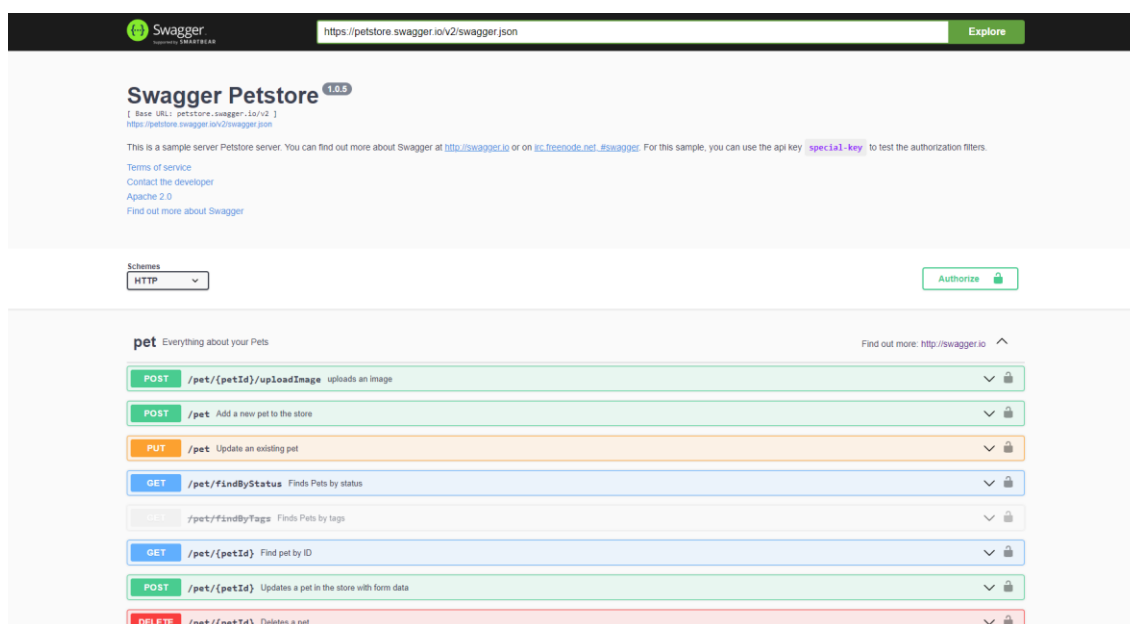 Swagger.
Supported by SMARTBEAR
https://petstore.swagger.io/v2/swagger.json
Explore
Swagger Petstore 1.0.5
[ Base URL: petstore.swagger.io/v2 ]
https://petstore.swagger.io/v2/swagger.json
This is a sample server Petstore server. You can find out more about Swagger at http://swagger.io or on irc.freenode.net, #swagger. For this sample, you can use the api key special-key to test the authorization filters.
Terms of service
Contact the developer
Apache 2.0
Find out more about Swagger
Schemes
HTTP
Authorize
pet Everything about your Pets
Find out more: http://swagger.io
POST /pet/{petId}/uploadImage uploads an image
POST /pet Add a new pet to the store
PUT /pet Update an existing pet
GET /pet/findByStatus Finds Pets by status
GET /pet/findByTags Finds Pets by tags
GET /pet/{petId} Find pet by ID
POST /pet/{petId} Updates a pet in the store with form data
DELETE /pet/{petId} Deletes a pet